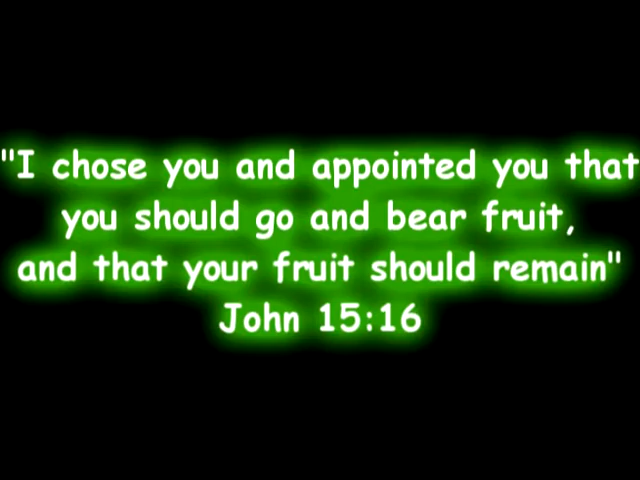 "I chose you and appointed you that
you should go and bear fruit,
and that your fruit should remain"
John 15:16